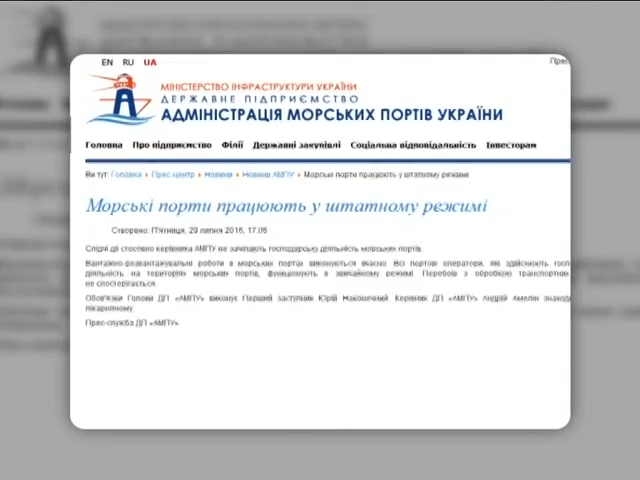 EN RU UA
Прес
МІНІСТЕРСТВО ІНФРАСТРУКТУРИ УКРАЇНИ
ДЕРЖАВНЕ ПІДПРИЄМСТВО
АДМІНІСТРАЦІЯ МОРСЬКИХ ПОРТІВ УКРАЇНИ
Головна Про підприємство Філії Державні закупівлі Соціальна відповідальність Інвесторам
Ви тут: Головна Прес-центр Новини Новини АМПУ Морські порти працюють у штатному режимі
Морські порти працюють у штатному режимі
Створено: П'ятниця, 29 липня 2016, 17:06
Слідчі дії стосовно керівника АМПУ не зачіпають господарську діяльність морських портів.
Вантажно-розвантажувальні роботи в морських портах виконуються вчасно. Всі портові оператори, які здійснюють госп
діяльність на території морських портів, функціонують в звичайному режимі. Перебоїв з обробкою транспортних
не спостерігається.
Обов'язки Голови ДП «АМПУ» виконує Перший заступник Юрій Наконечний. Керівник ДП «АМПУ» Андрій Амелін знаход
лікарняному.
Прес-служба ДП «АМПУ»